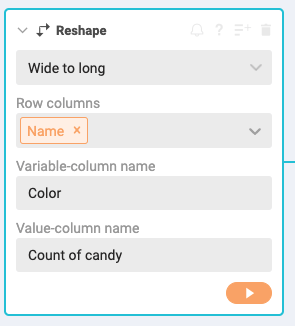 Reshape
Wide to long
Row columns
Name ×
Variable-column name
Color
Value-column name
Count of candy